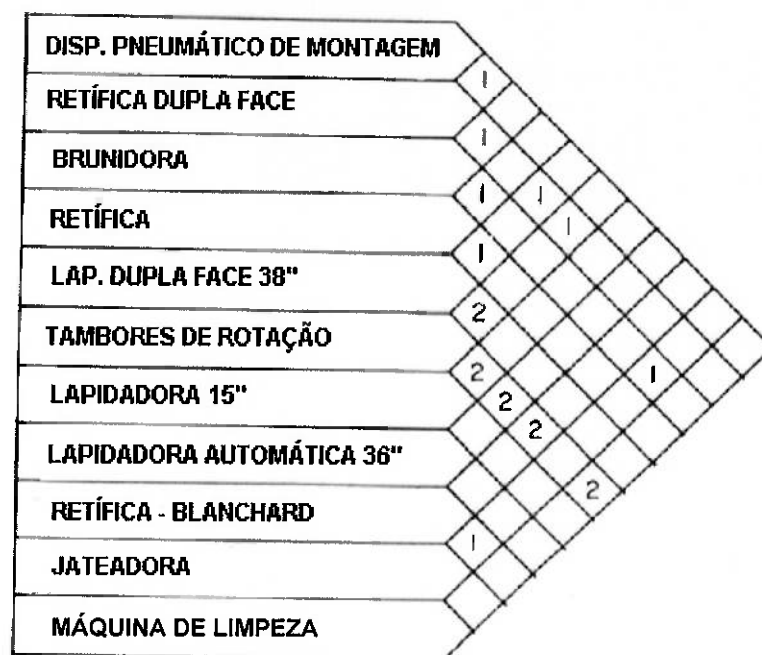 DISP. PNEUMÁTICO DE MONTAGEM
1
RETÍFICA DUPLA FACE
1
BRUNIDORA
1 1
1
RETÍFICA
1
LAP. DUPLA FACE 38"
2
TAMBORES DE ROTAÇÃO
2 1
LAPIDADORA 15"
2
2
LAPIDADORA AUTOMÁTICA 36"
2
RETÍFICA - BLANCHARD
1
JATEADORA
MÁQUINA DE LIMPEZA